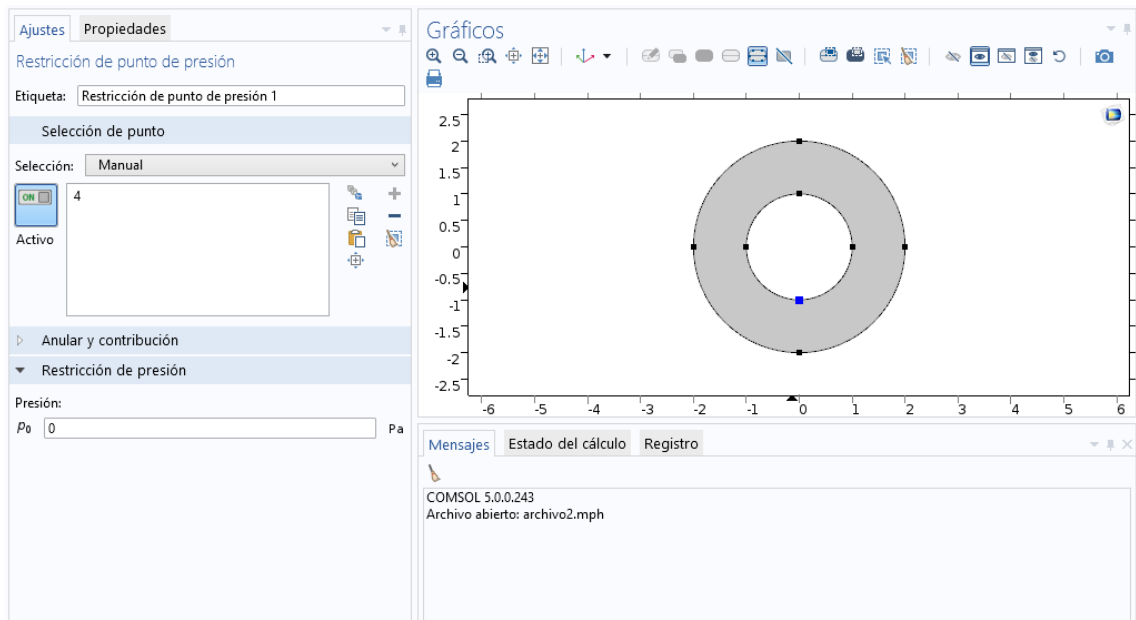 Ajustes Propiedades
Restricción de punto de presión
Etiqueta: Restricción de punto de presión 1
Selección de punto
Selección: Manual
ON
Activo
4
Anular y contribución
Restricción de presión
Presión:
p₀ 0 Pa
Gráficos
2.5
2
1.5
1
0.5
0
-0.5
-1
-1.5
-2
-2.5
-6 -5 -4 -3 -2 -1 0 1 2 3 4 5 6
Mensajes Estado del cálculo Registro
COMSOL 5.0.0.243
Archivo abierto: archivo2.mph